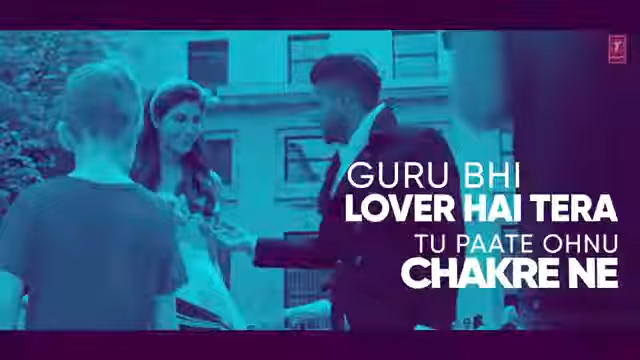 GURU BHI
LOVER HAI TERA
TU PAATE OHNU
CHAKRE NE